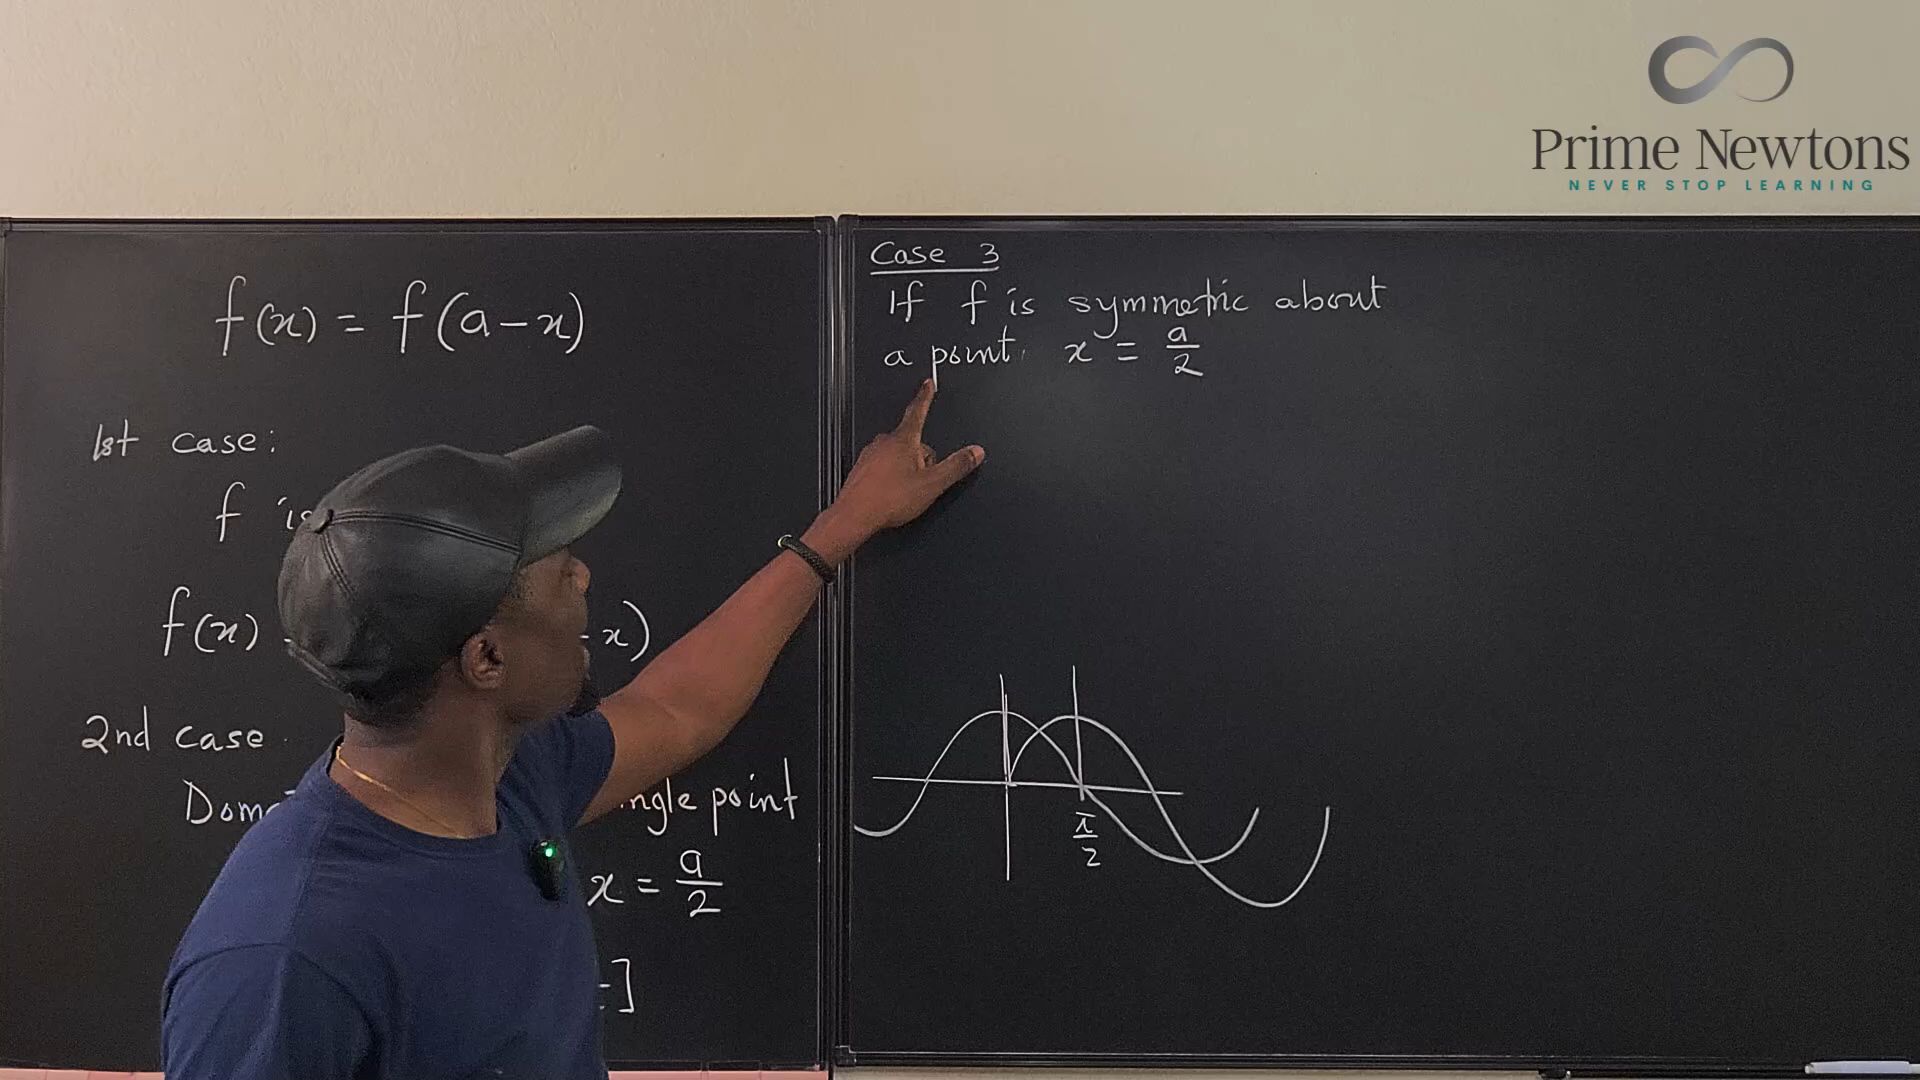 Prime Newtons
NEVER STOP LEARNING
f(x) = f(a-x)
1st case:
f is
f(x) - x)
2nd case
point
x = a/2
]
Case 3
If f is symmetric about
a point x = a/2
π/2